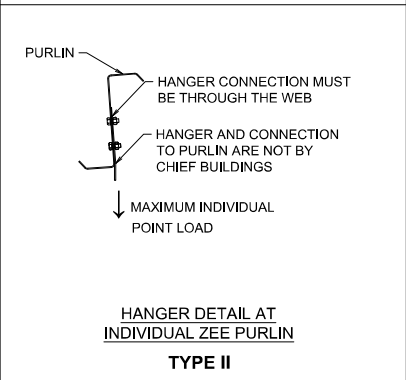 PURLIN
HANGER CONNECTION MUST
BE THROUGH THE WEB
HANGER AND CONNECTION
TO PURLIN ARE NOT BY
CHIEF BUILDINGS
MAXIMUM INDIVIDUAL
POINT LOAD
HANGER DETAIL AT
INDIVIDUAL ZEE PURLIN
TYPE II